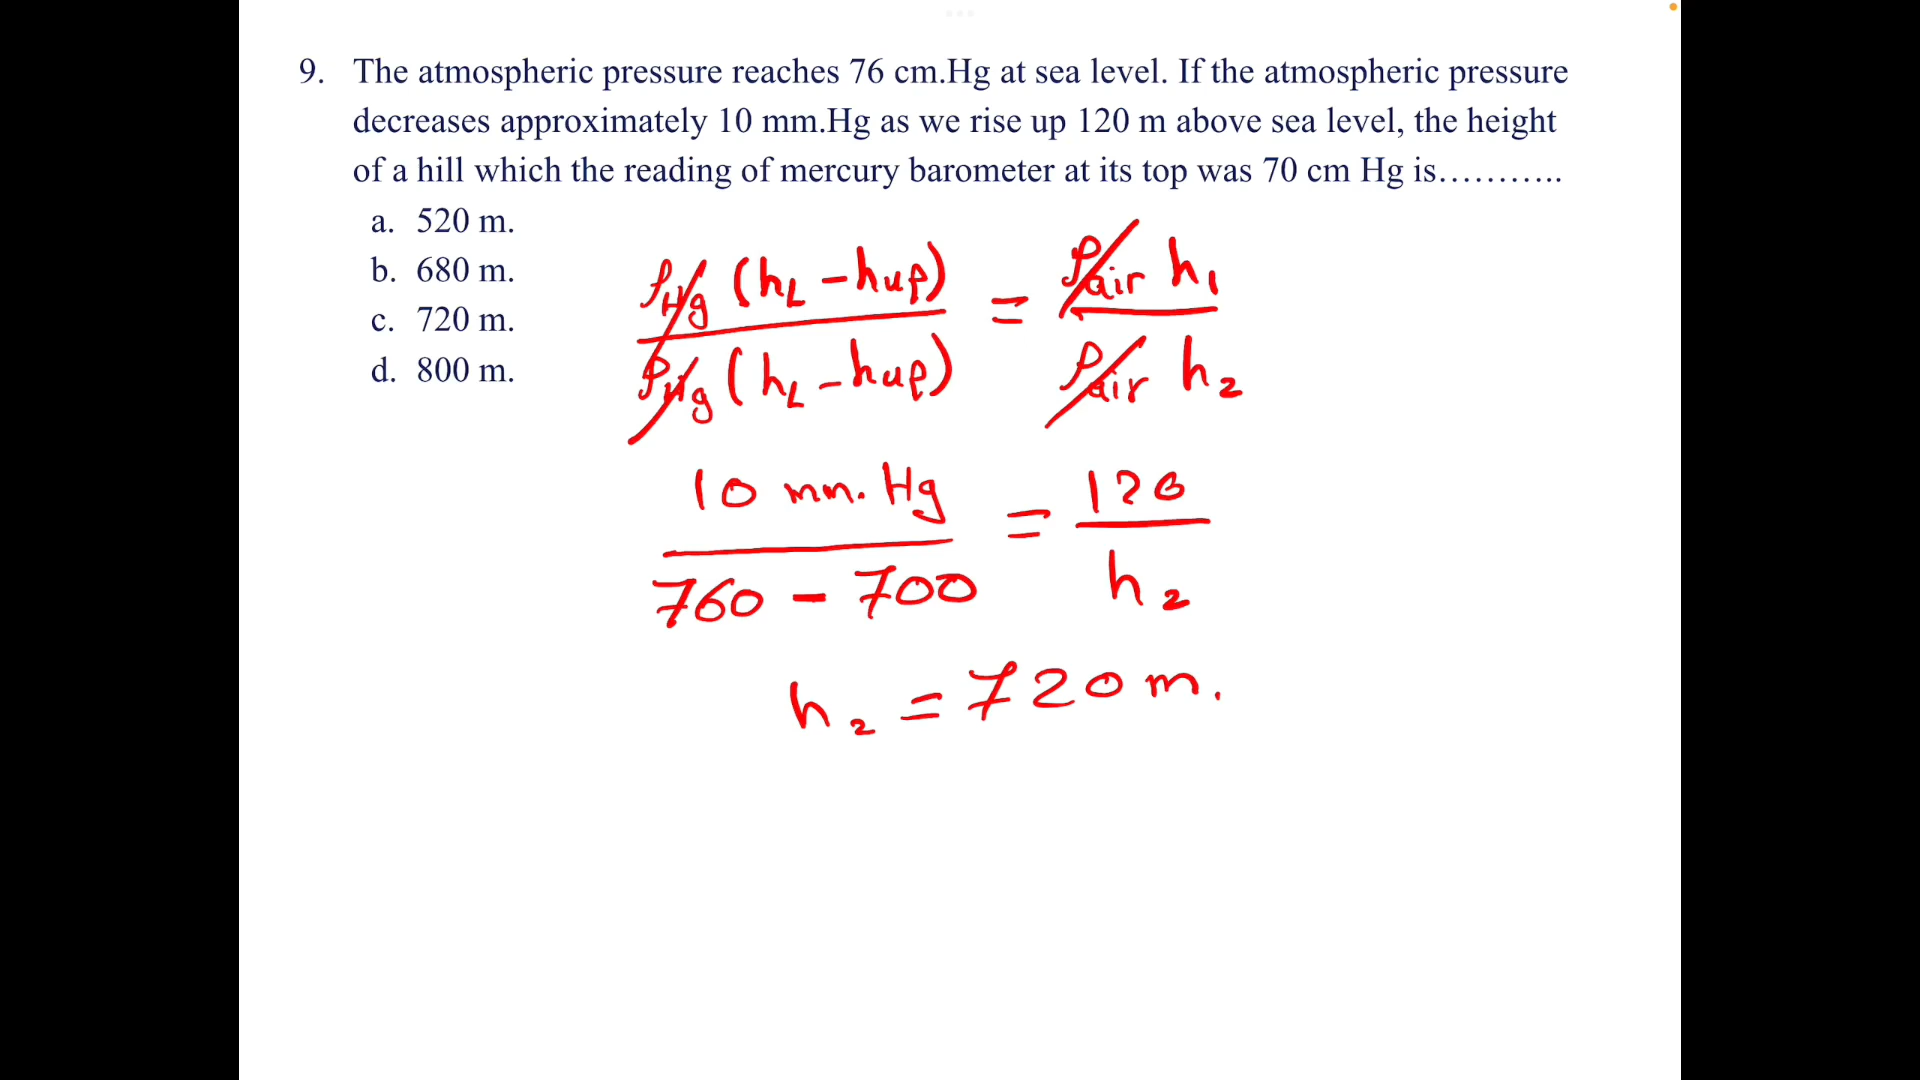 9. The atmospheric pressure reaches 76 cm.Hg at sea level. If the atmospheric pressure
decreases approximately 10 mm.Hg as we rise up 120 m above sea level, the height
of a hill which the reading of mercury barometer at its top was 70 cm Hg is………..
a. 520 m.
b. 680 m.
c. 720 m.
d. 800 m.
ρHg (hL - hup) = ρair h1
ρHg (hL - hup) ρair h2
10 mm. Hg = 120
760 - 700 h2
h2 = 720 m.